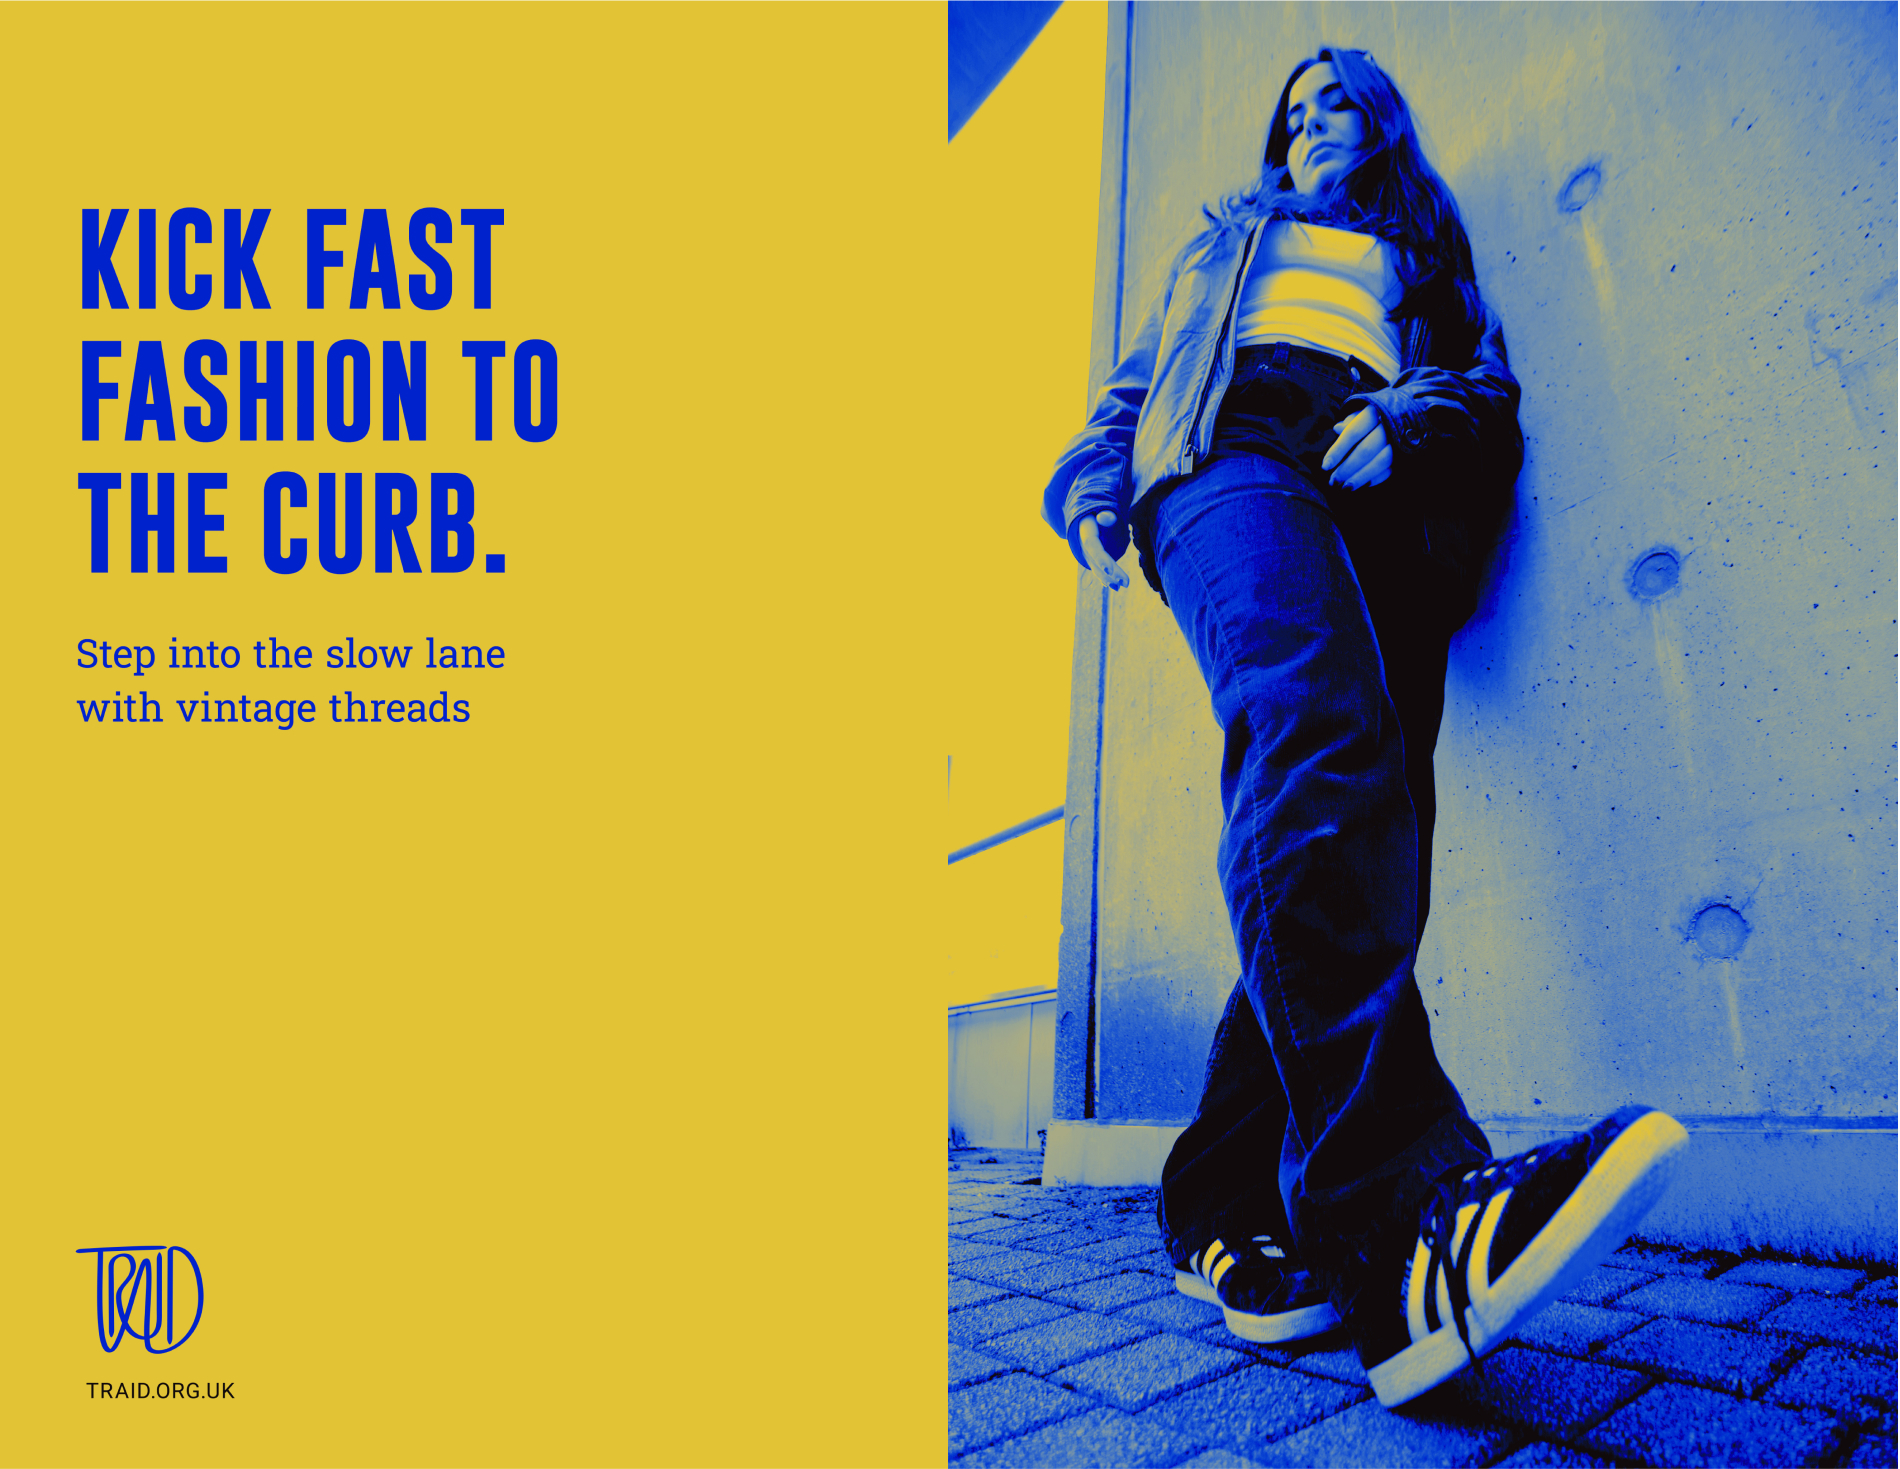 KICK FAST
FASHION TO
THE CURB.
Step into the slow lane
with vintage threads
TRAID
TRAID.ORG.UK